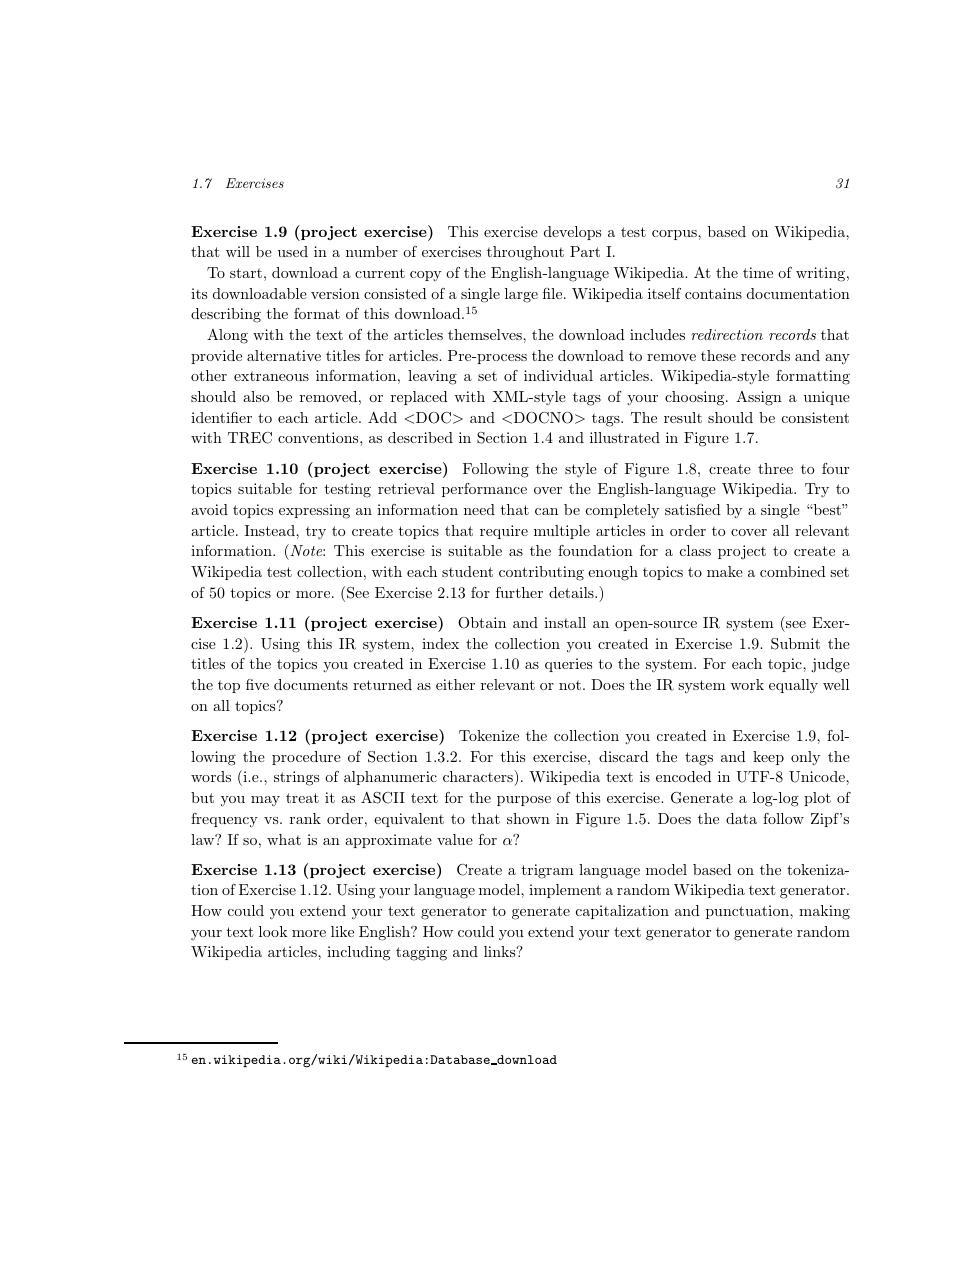 1.7 Exercises 31
Exercise 1.9 (project exercise) This exercise develops a test corpus, based on Wikipedia,
that will be used in a number of exercises throughout Part I.
To start, download a current copy of the English-language Wikipedia. At the time of writing,
its downloadable version consisted of a single large file. Wikipedia itself contains documentation
describing the format of this download.15
Along with the text of the articles themselves, the download includes redirection records that
provide alternative titles for articles. Pre-process the download to remove these records and any
other extraneous information, leaving a set of individual articles. Wikipedia-style formatting
should also be removed, or replaced with XML-style tags of your choosing. Assign a unique
identifier to each article. Add <DOC> and <DOCNO> tags. The result should be consistent
with TREC conventions, as described in Section 1.4 and illustrated in Figure 1.7.
Exercise 1.10 (project exercise) Following the style of Figure 1.8, create three to four
topics suitable for testing retrieval performance over the English-language Wikipedia. Try to
avoid topics expressing an information need that can be completely satisfied by a single “best”
article. Instead, try to create topics that require multiple articles in order to cover all relevant
information. (Note: This exercise is suitable as the foundation for a class project to create a
Wikipedia test collection, with each student contributing enough topics to make a combined set
of 50 topics or more. (See Exercise 2.13 for further details.)
Exercise 1.11 (project exercise) Obtain and install an open-source IR system (see Exer-
cise 1.2). Using this IR system, index the collection you created in Exercise 1.9. Submit the
titles of the topics you created in Exercise 1.10 as queries to the system. For each topic, judge
the top five documents returned as either relevant or not. Does the IR system work equally well
on all topics?
Exercise 1.12 (project exercise) Tokenize the collection you created in Exercise 1.9, fol-
lowing the procedure of Section 1.3.2. For this exercise, discard the tags and keep only the
words (i.e., strings of alphanumeric characters). Wikipedia text is encoded in UTF-8 Unicode,
but you may treat it as ASCII text for the purpose of this exercise. Generate a log-log plot of
frequency vs. rank order, equivalent to that shown in Figure 1.5. Does the data follow Zipf’s
law? If so, what is an approximate value for α?
Exercise 1.13 (project exercise) Create a trigram language model based on the tokeniza-
tion of Exercise 1.12. Using your language model, implement a random Wikipedia text generator.
How could you extend your text generator to generate capitalization and punctuation, making
your text look more like English? How could you extend your text generator to generate random
Wikipedia articles, including tagging and links?
15 en.wikipedia.org/wiki/Wikipedia:Database_download